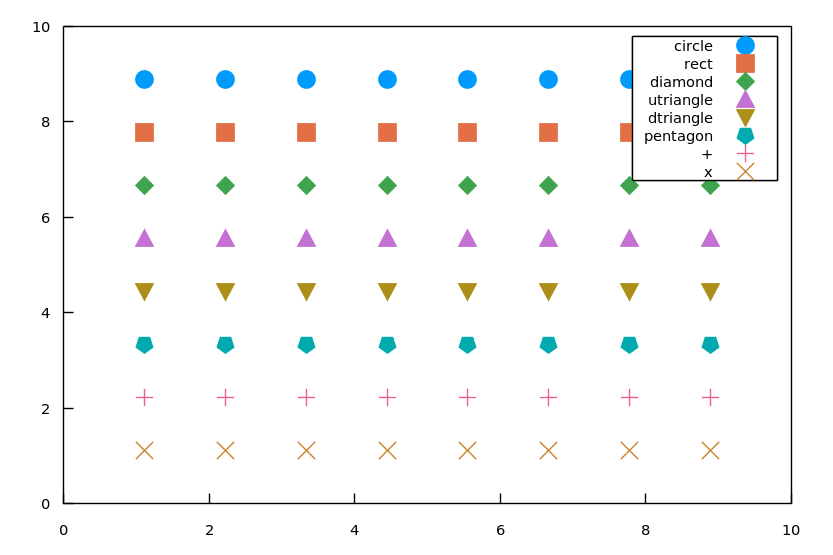 10
circle
rect
diamond
utriangle
dtriangle
pentagon
+
x
8
6
4
2
0
0 2 4 6 8 10